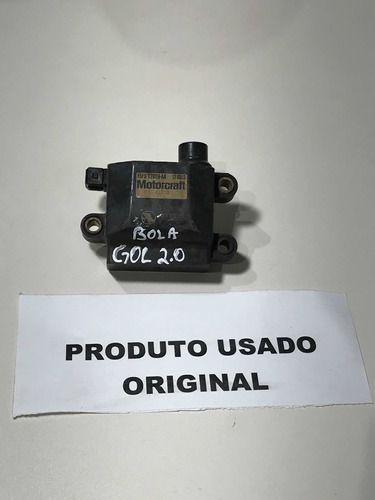 Motorcraft
BOLA
GOL 2.0
PRODUTO USADO
ORIGINAL